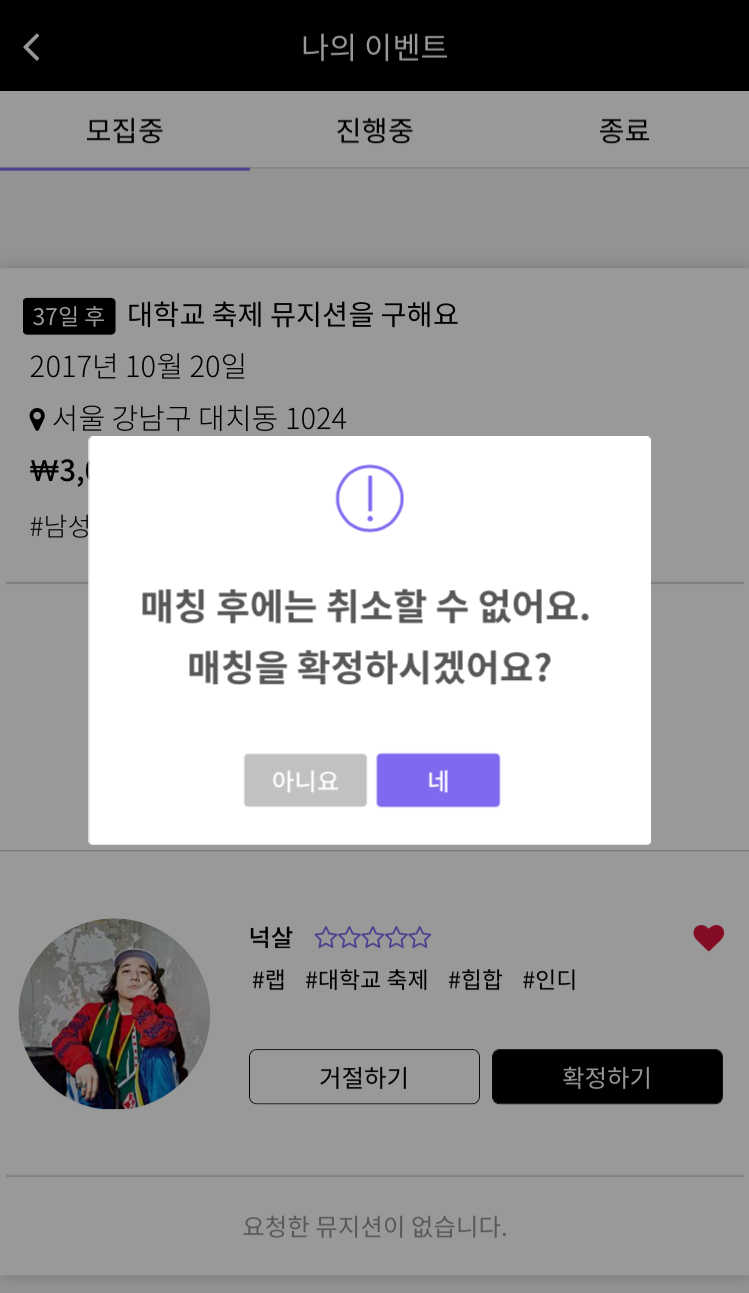 나의 이벤트
모집중 진행중 종료
37일 후 대학교 축제 뮤지션을 구해요
2017년 10월 20일
서울 강남구 대치동 1024
₩3,
#남성
매칭 후에는 취소할 수 없어요.
매칭을 확정하시겠어요?
아니요 네
넉살
#랩 #대학교 축제 #힙합 #인디
거절하기 확정하기
요청한 뮤지션이 없습니다.